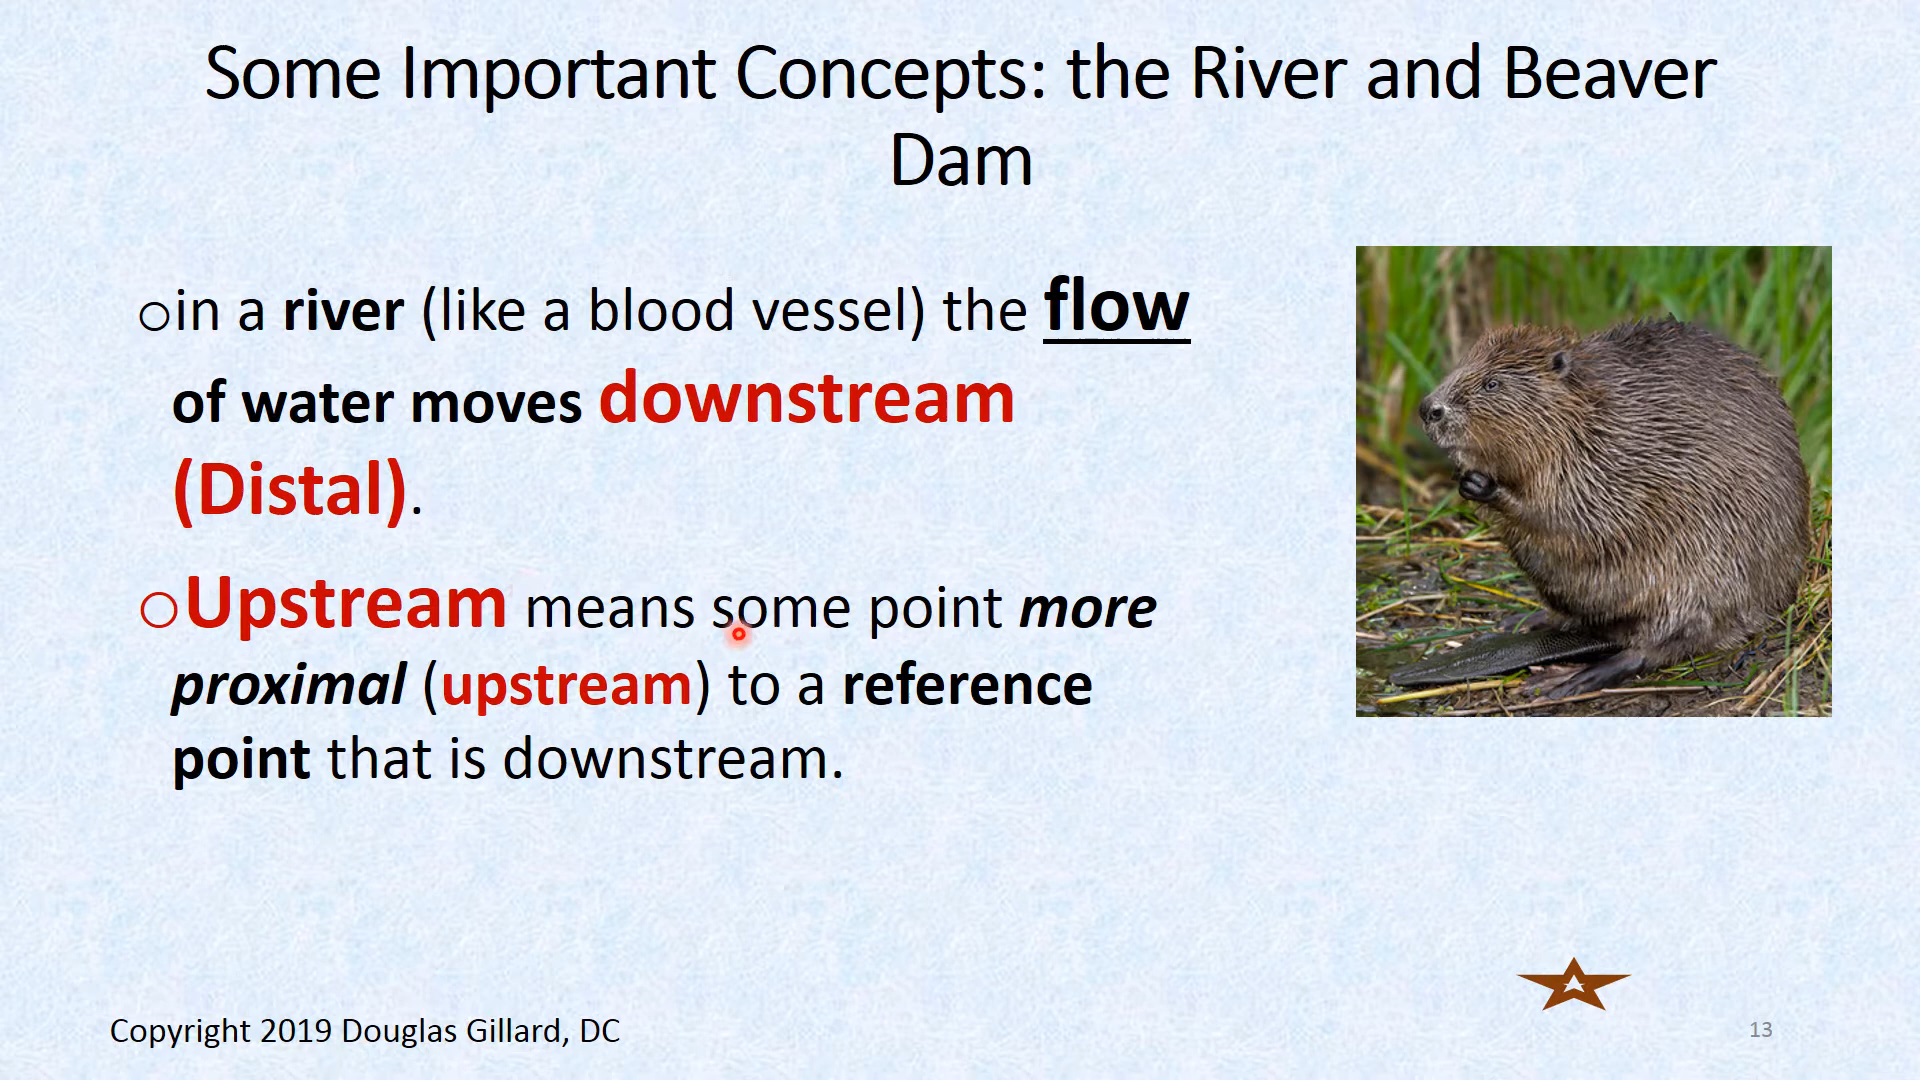 Some Important Concepts: the River and Beaver
Dam
in a river (like a blood vessel) the flow
of water moves downstream
(Distal).
Upstream means some point more
proximal (upstream) to a reference
point that is downstream.
Copyright 2019 Douglas Gillard, DC
13